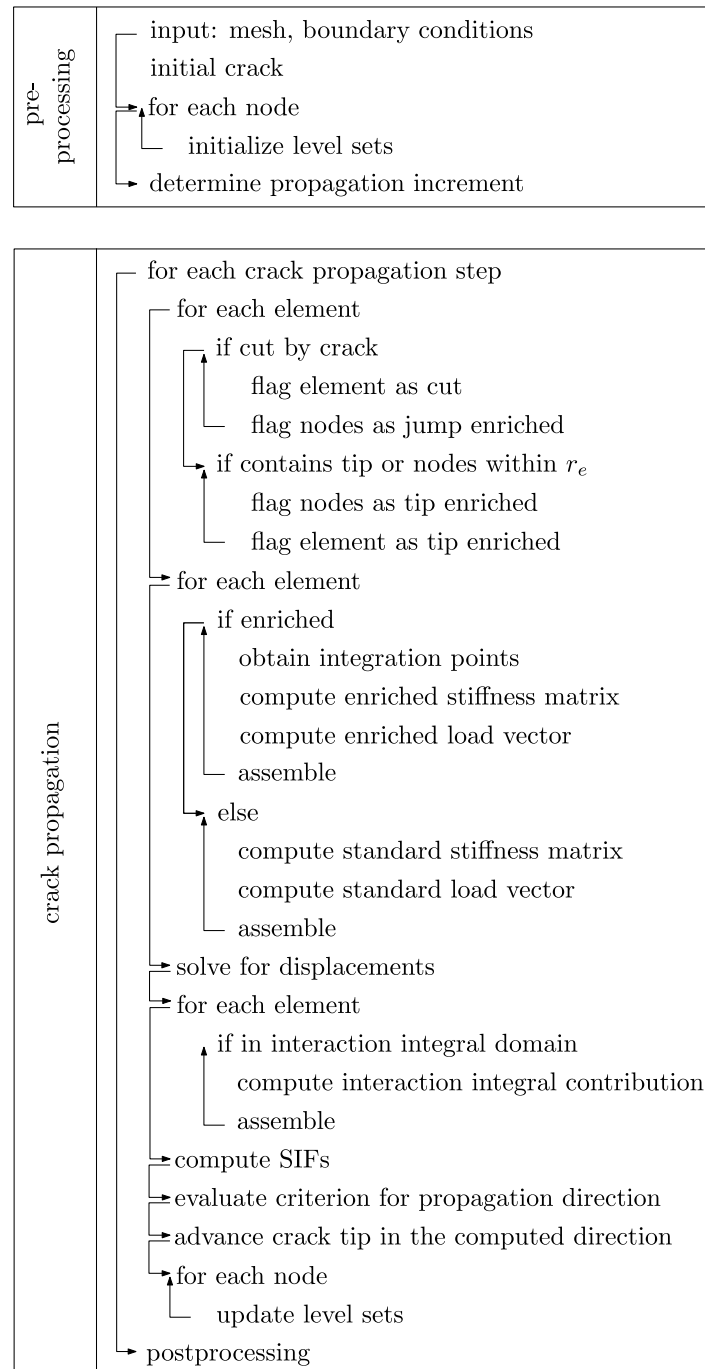 pre-
processing
input: mesh, boundary conditions
initial crack
for each node
initialize level sets
determine propagation increment
crack propagation
for each crack propagation step
for each element
if cut by crack
flag element as cut
flag nodes as jump enriched
if contains tip or nodes within r_e
flag nodes as tip enriched
flag element as tip enriched
for each element
if enriched
obtain integration points
compute enriched stiffness matrix
compute enriched load vector
assemble
else
compute standard stiffness matrix
compute standard load vector
assemble
solve for displacements
for each element
if in interaction integral domain
compute interaction integral contribution
assemble
compute SIFs
evaluate criterion for propagation direction
advance crack tip in the computed direction
for each node
update level sets
postprocessing